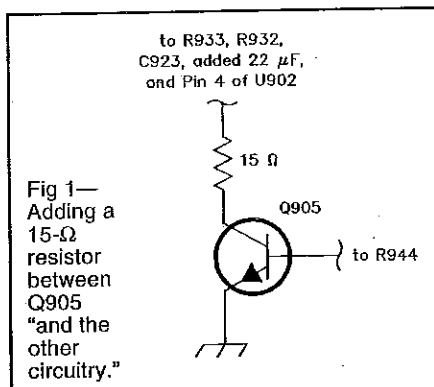 to R933, R932,
C923, added 22 µF,
and Pin 4 of U902
15 Ω
Q905
to R944
Fig 1—
Adding a
15-Ω
resistor
between
Q905
"and the
other
circuitry."